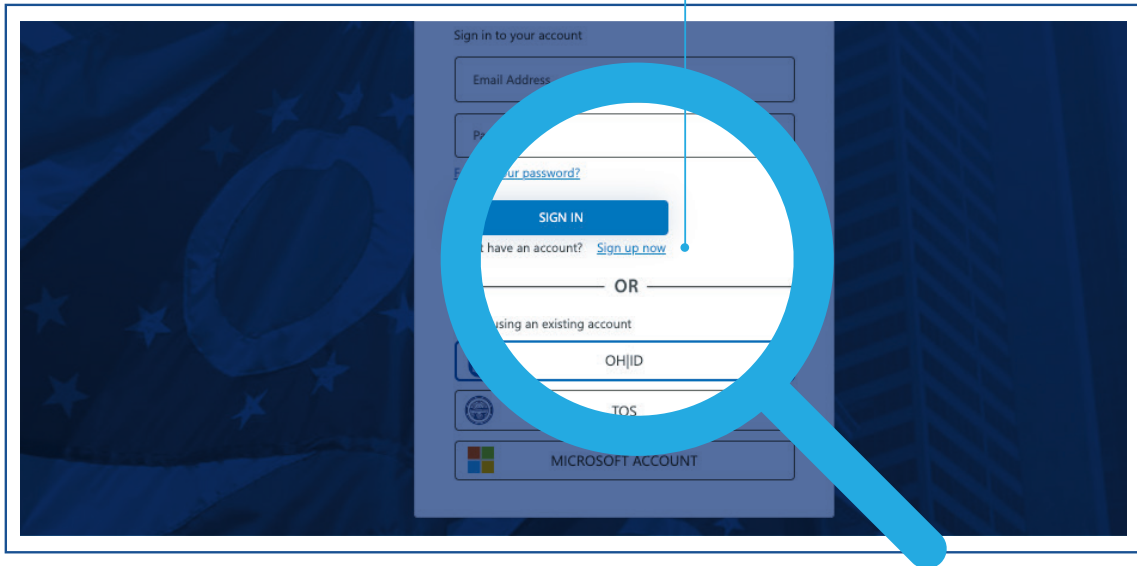 Sign in to your account
Email Address
Pa
ur password?
SIGN IN
t have an account? Sign up now
OR
using an existing account
OH|ID
TOS
MICROSOFT ACCOUNT